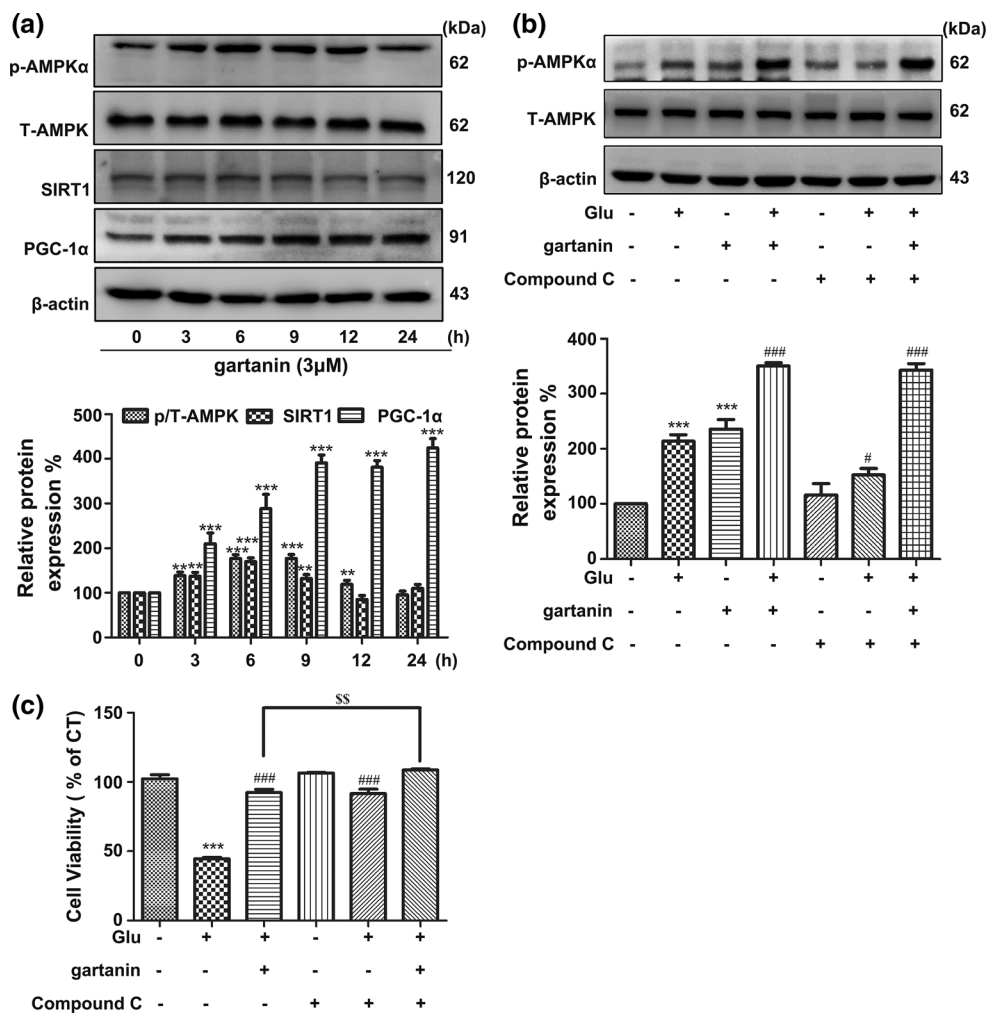 (a)
(kDa)
p-AMPKα 62
T-AMPK 62
SIRT1 120
PGC-1α 91
β-actin 43
0 3 6 9 12 24 (h)
gartanin (3μM)
500
400
300
200
100
0
Relative protein
expression %
p/T-AMPK SIRT1 PGC-1α
** ** ***
*** *** ***
*** ** ***
** ***
***
0 3 6 9 12 24 (h)
(b)
(kDa)
p-AMPKα 62
T-AMPK 62
β-actin 43
Glu - + - + - + +
gartanin - - + + - - +
Compound C - - - - + + +
400
300
200
100
0
Relative protein
expression %
*** *** ### # ###
Glu - + - + - + +
gartanin - - + + - - +
Compound C - - - - + + +
(c)
150
100
50
0
Cell Viability ( % of CT)
$$
*** ### ###
Glu - + + - + +
gartanin - - + - - +
Compound C - - - + + +